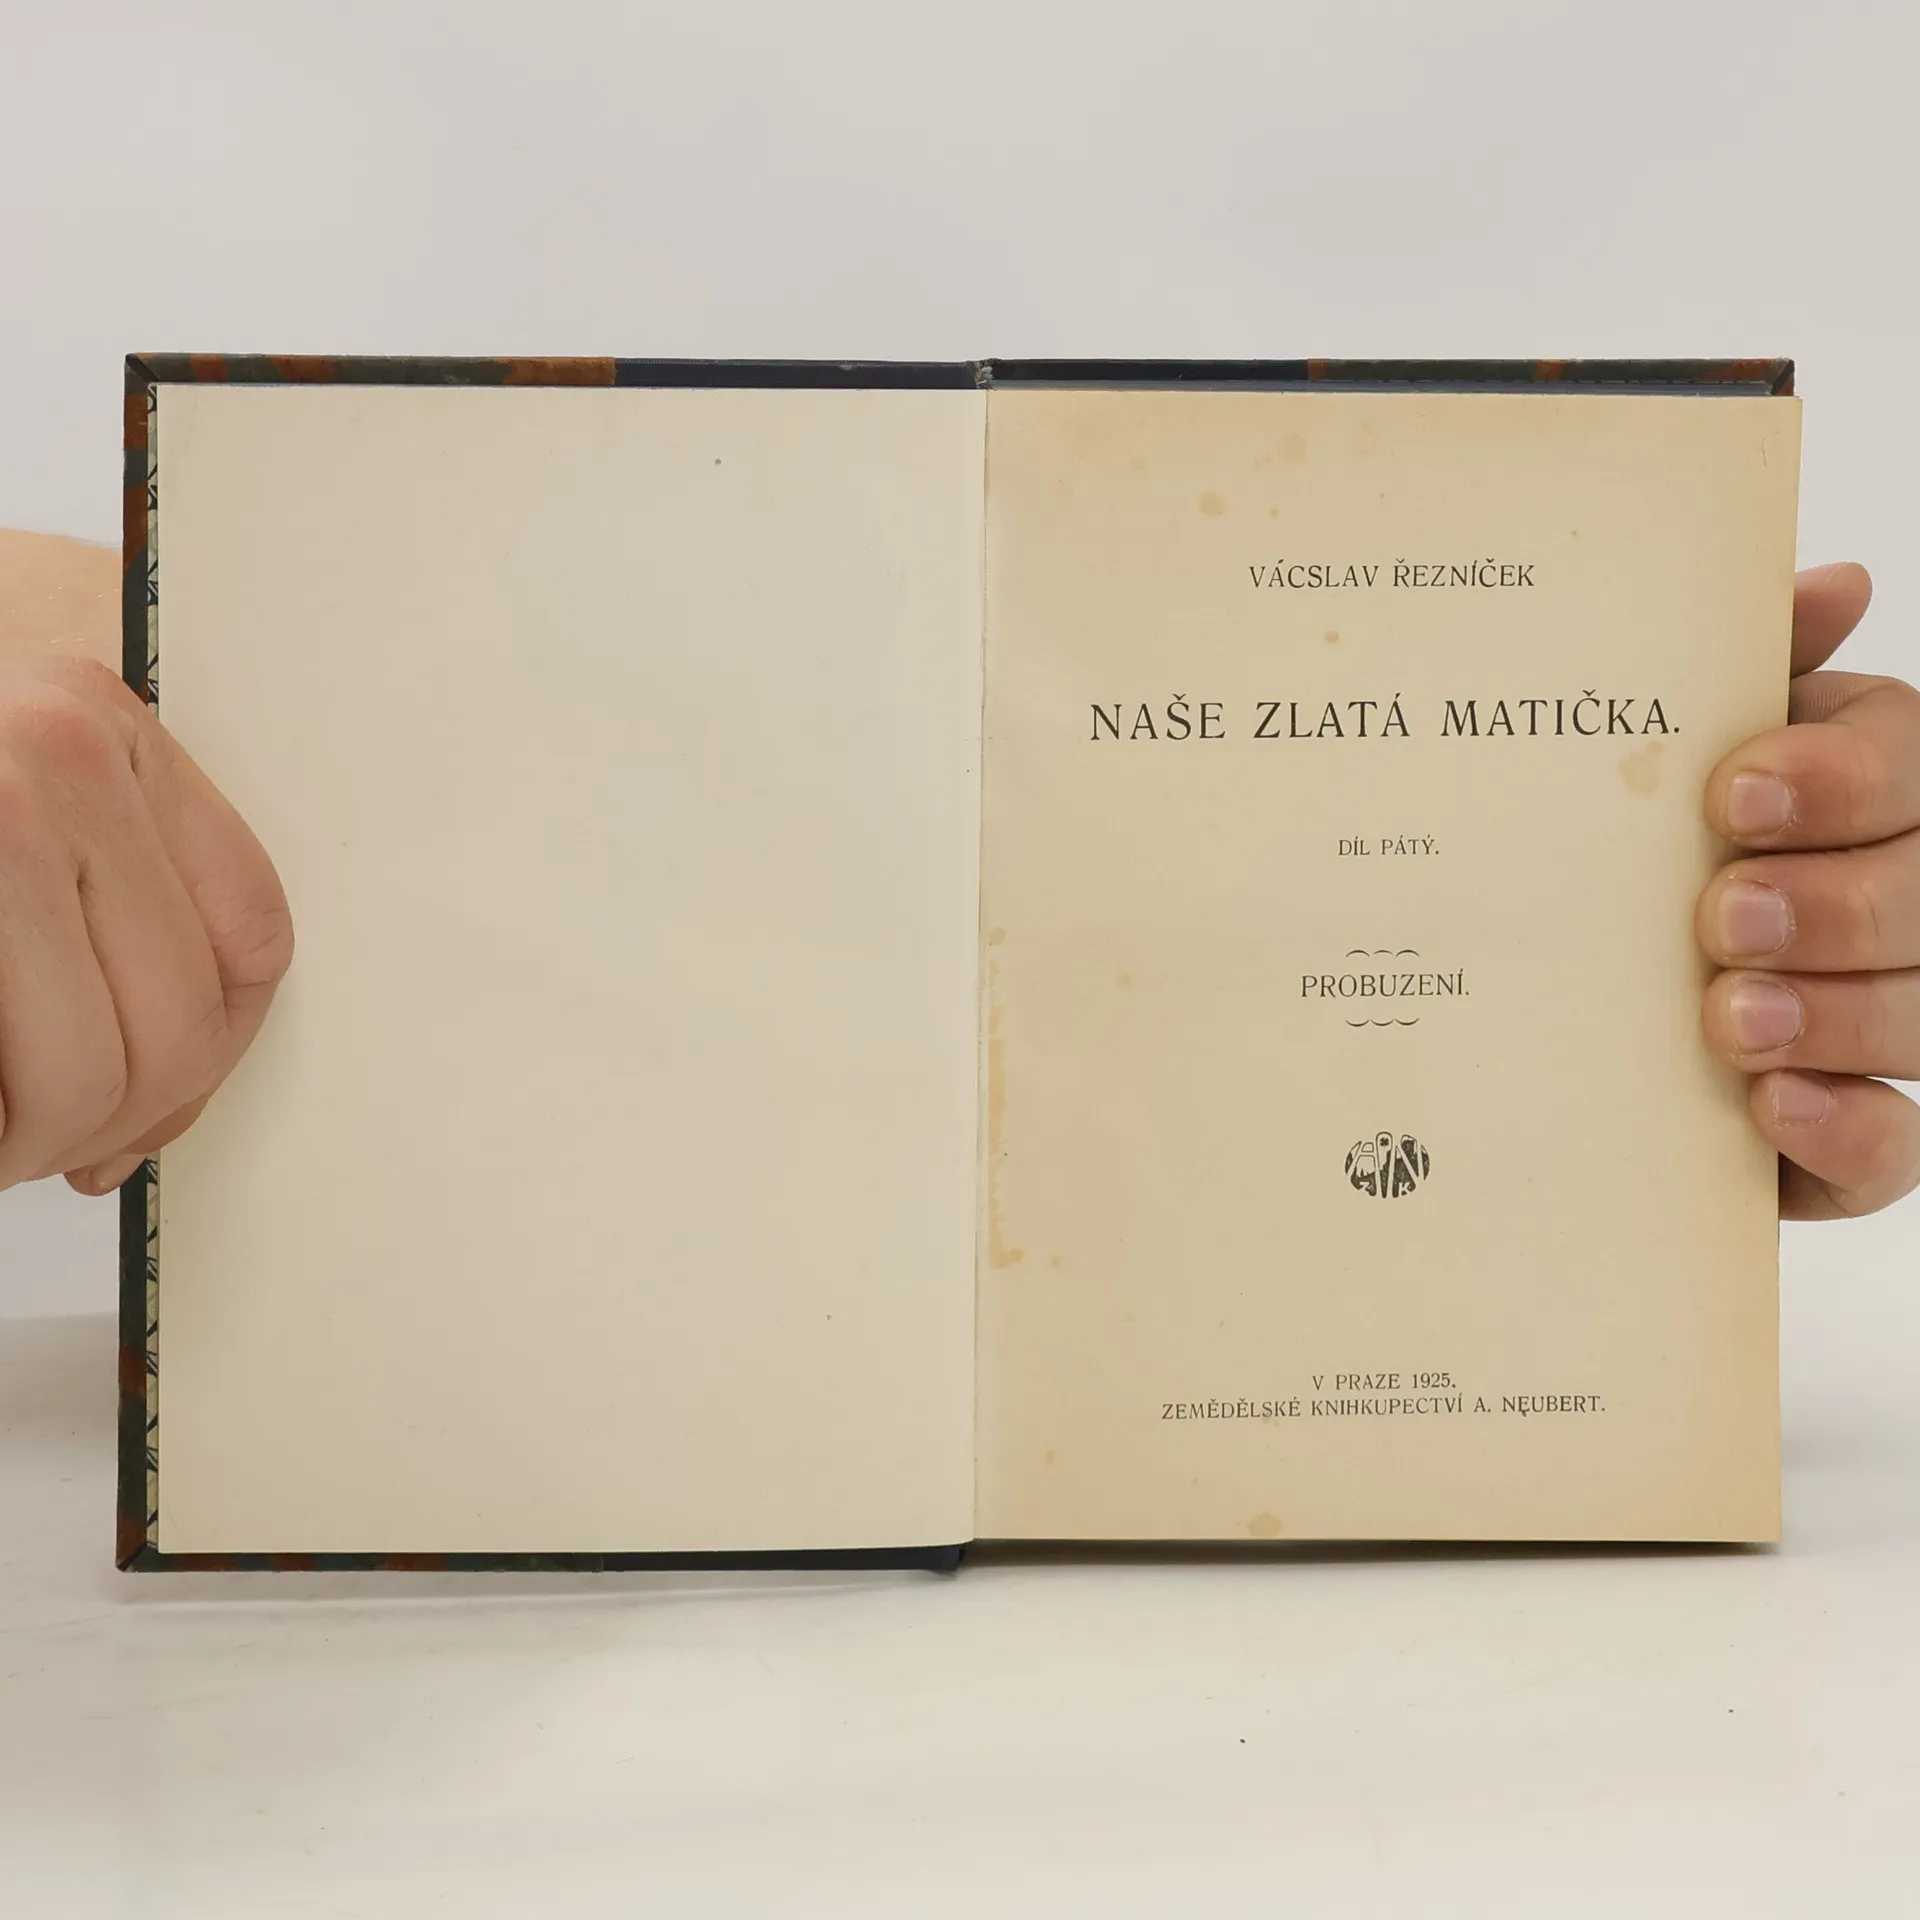 VÁCSLAV ŘEZNÍČEK
NAŠE ZLATÁ MATIČKA.
DÍL PÁTÝ.
PROBUZENÍ.
V PRAZE 1925.
ZEMĚDĚLSKÉ KNIHKUPECTVÍ A. NEUBERT.